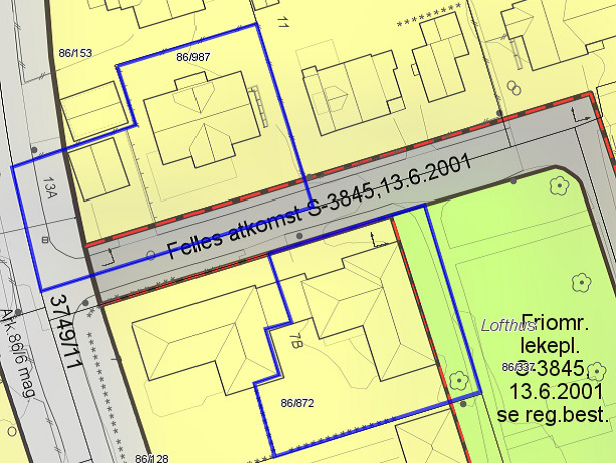 11
86/153
86/987
13A
Felles atkomst S-3845,13.6.2001
3749/11
Ark 86/6 mag
7B
Lofthus
Friomr.
lekepl.
S-3845,
86/337
13.6.2001
se reg.best.
86/872
86/128